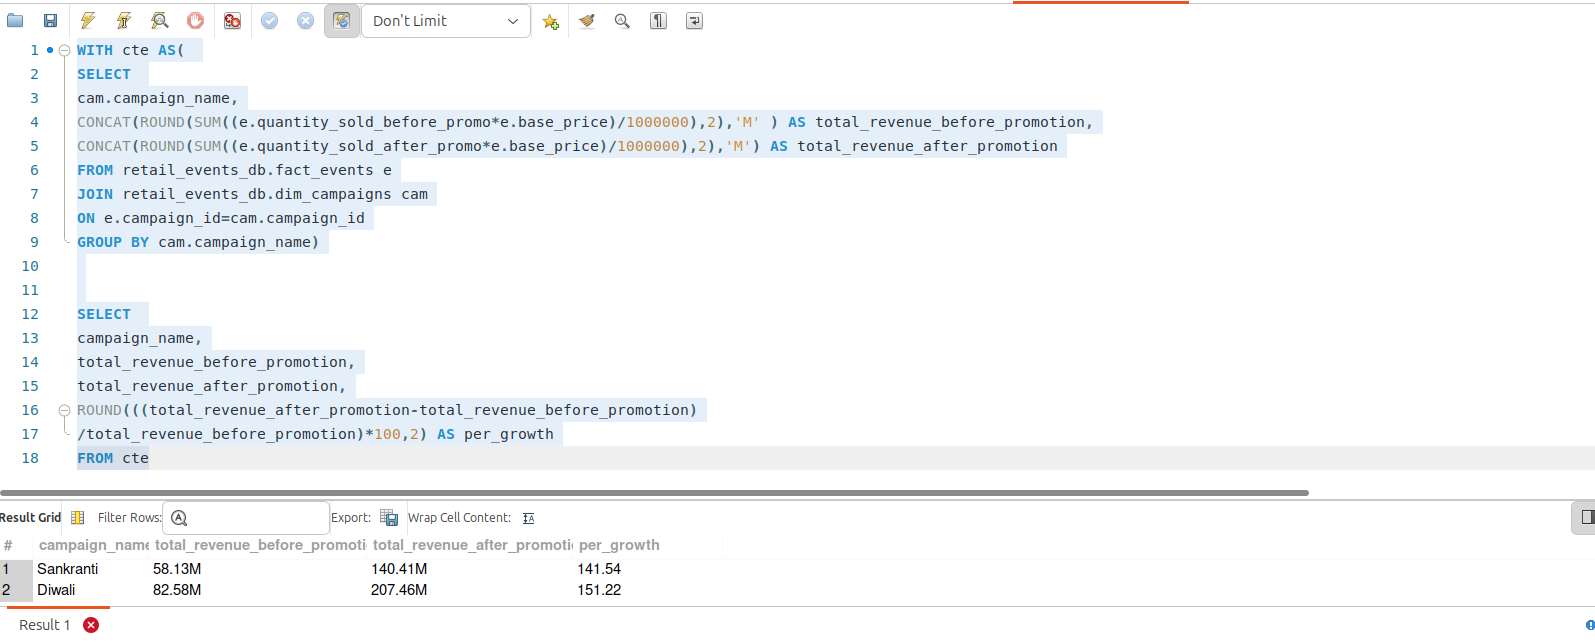 Don't Limit
1 WITH cte AS(
2 SELECT
3 cam.campaign_name,
4 CONCAT(ROUND(SUM((e.quantity_sold_before_promo*e.base_price)/1000000),2),'M' ) AS total_revenue_before_promotion,
5 CONCAT(ROUND(SUM((e.quantity_sold_after_promo*e.base_price)/1000000),2),'M') AS total_revenue_after_promotion
6 FROM retail_events_db.fact_events e
7 JOIN retail_events_db.dim_campaigns cam
8 ON e.campaign_id=cam.campaign_id
9 GROUP BY cam.campaign_name)
10
11
12 SELECT
13 campaign_name,
14 total_revenue_before_promotion,
15 total_revenue_after_promotion,
16 ROUND(((total_revenue_after_promotion-total_revenue_before_promotion)
17 /total_revenue_before_promotion)*100,2) AS per_growth
18 FROM cte
Result Grid Filter Rows: Export: Wrap Cell Content:
# campaign_name total_revenue_before_promoti total_revenue_after_promoti per_growth
1 Sankranti 58.13M 140.41M 141.54
2 Diwali 82.58M 207.46M 151.22
Result 1